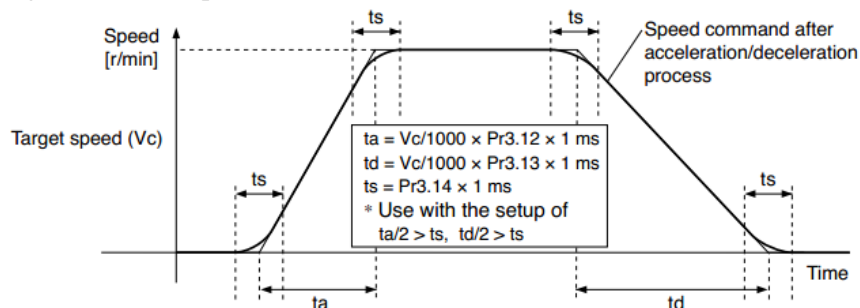 ts
ts
Speed
[r/min]
Speed command after
acceleration/deceleration
process
Target speed (Vc)
ta = Vc/1000 × Pr3.12 × 1 ms
td = Vc/1000 × Pr3.13 × 1 ms
ts = Pr3.14 × 1 ms
* Use with the setup of
ta/2 > ts, td/2 > ts
ts
ts
Time
ta
td